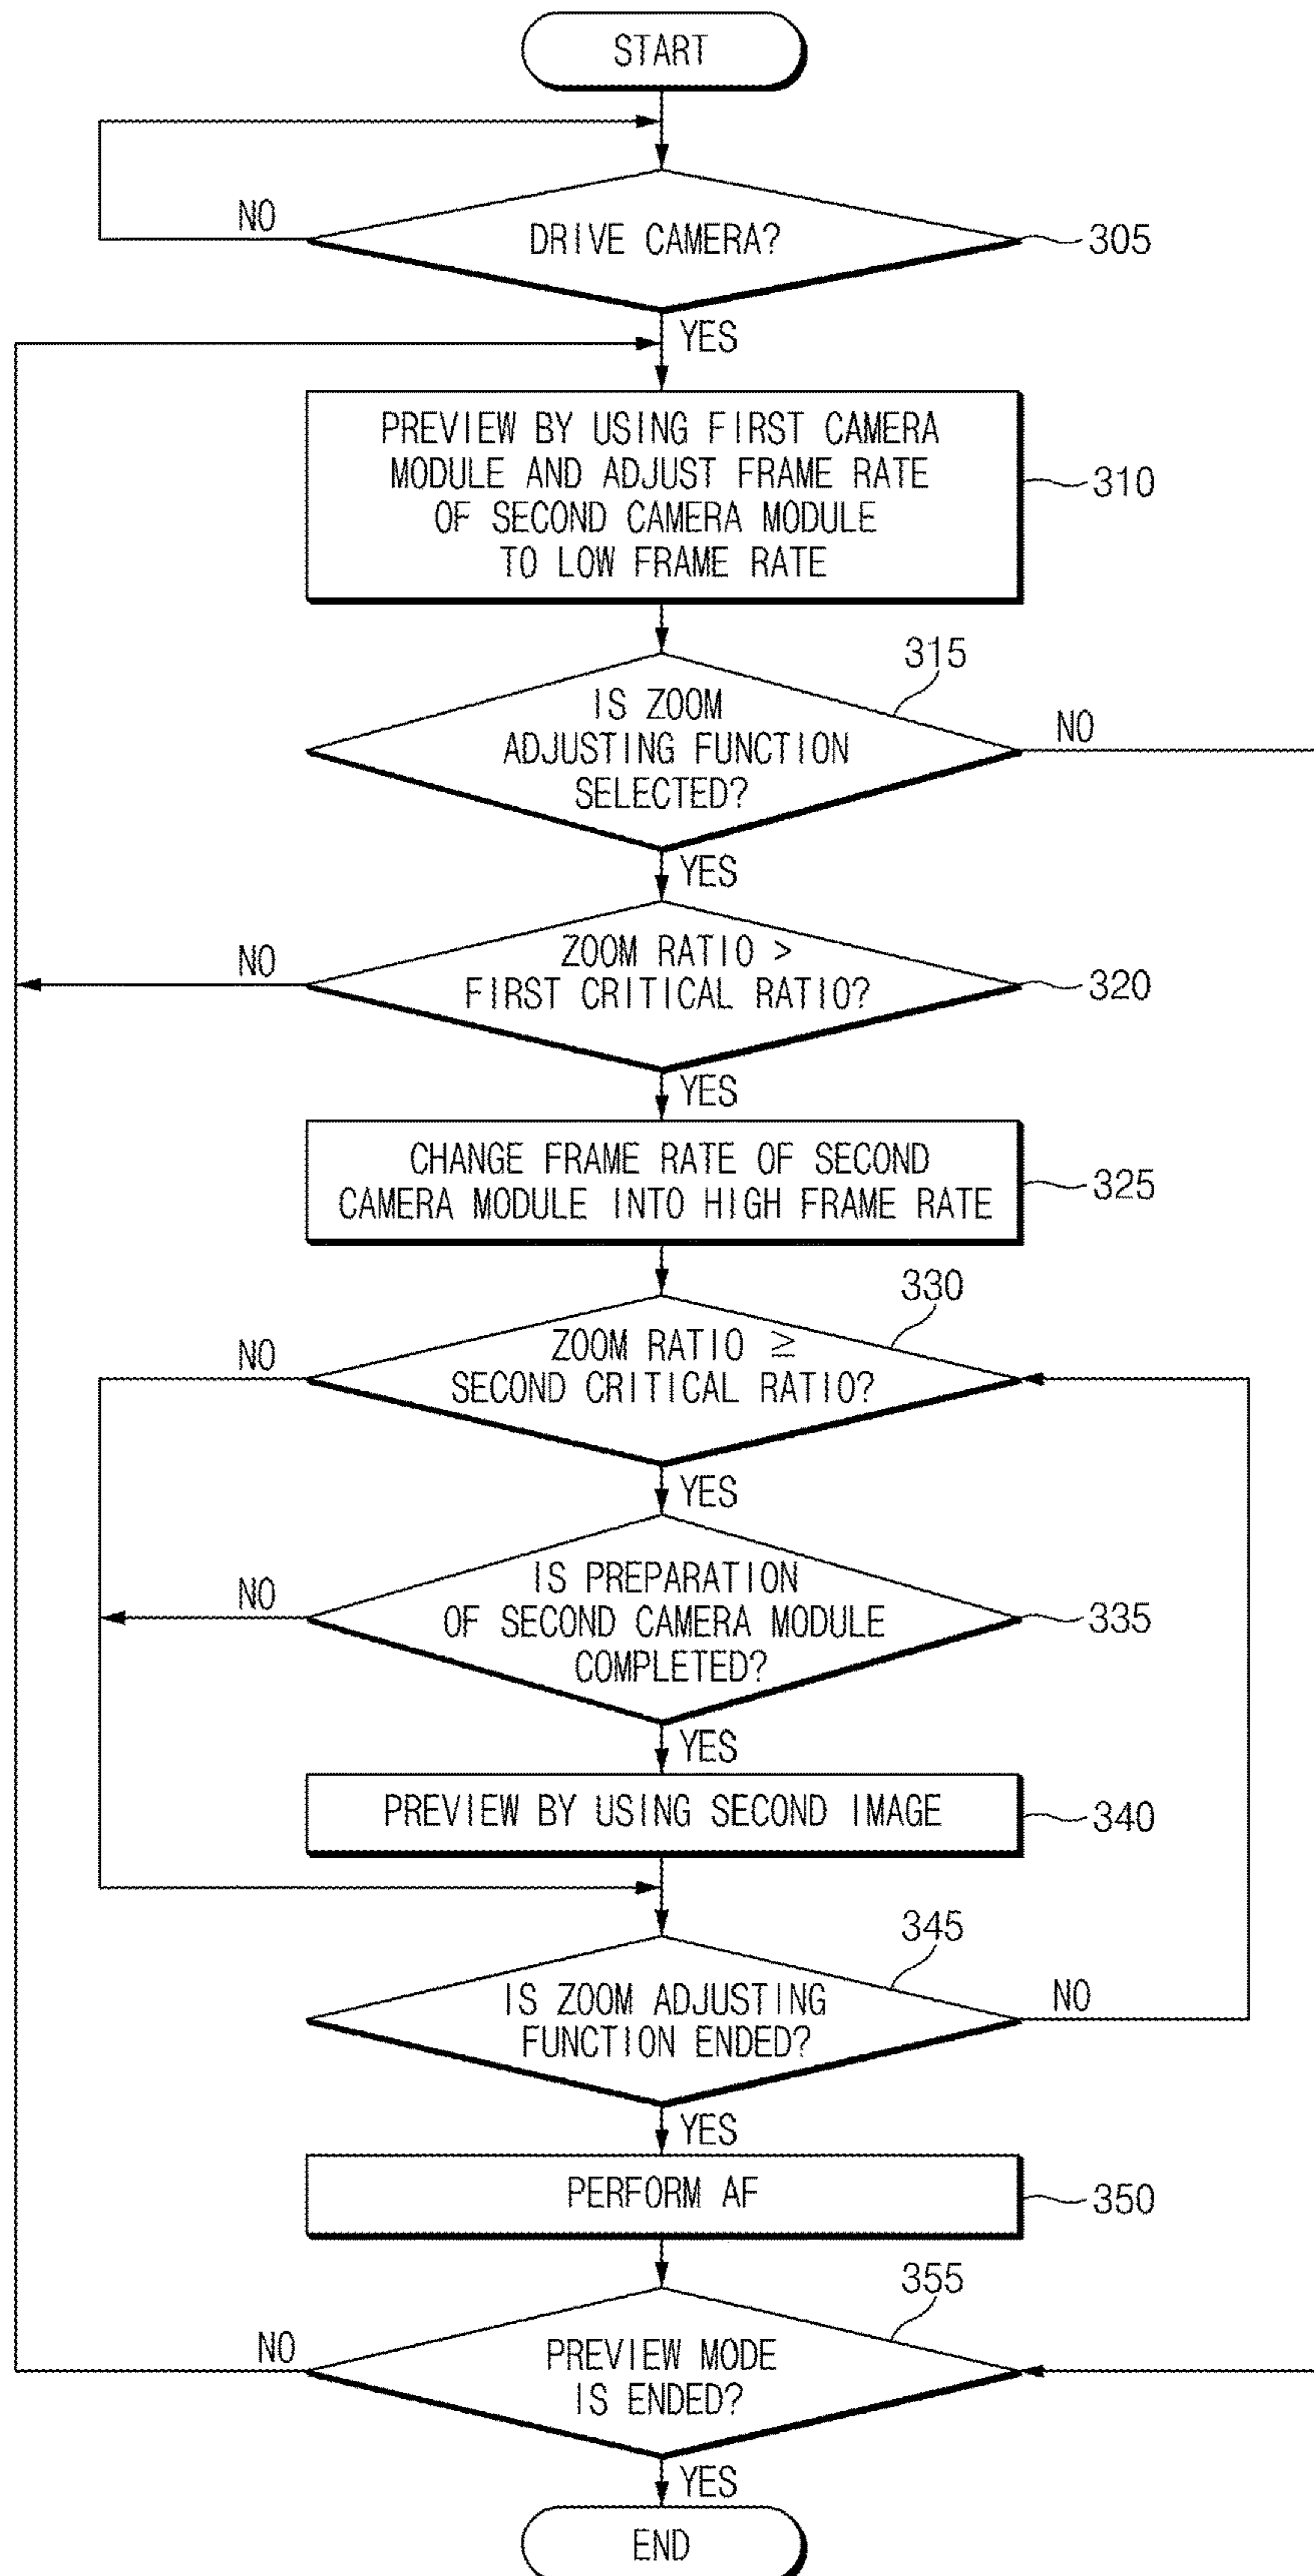 START
NO
DRIVE CAMERA?
305
YES
PREVIEW BY USING FIRST CAMERA
MODULE AND ADJUST FRAME RATE
OF SECOND CAMERA MODULE
TO LOW FRAME RATE
310
315
IS ZOOM
ADJUSTING FUNCTION
SELECTED?
NO
YES
NO
ZOOM RATIO >
FIRST CRITICAL RATIO?
320
YES
CHANGE FRAME RATE OF SECOND
CAMERA MODULE INTO HIGH FRAME RATE
325
330
NO
ZOOM RATIO ≥
SECOND CRITICAL RATIO?
YES
NO
IS PREPARATION
OF SECOND CAMERA MODULE
COMPLETED?
335
YES
PREVIEW BY USING SECOND IMAGE
340
345
IS ZOOM ADJUSTING
FUNCTION ENDED?
NO
YES
PERFORM AF
350
355
NO
PREVIEW MODE
IS ENDED?
YES
END